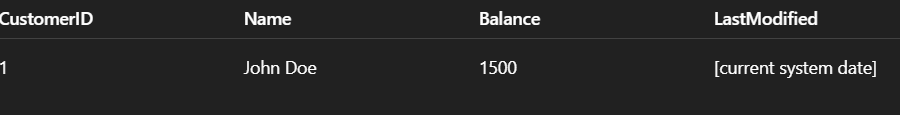 CustomerID Name Balance LastModified
1 John Doe 1500 [current system date]